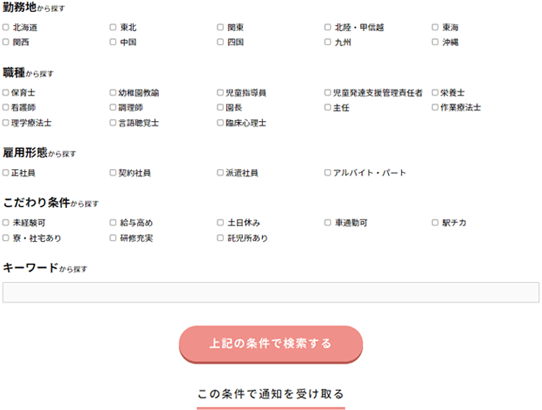 勤務地から探す
北海道 東北 関東 北陸・甲信越 東海
関西 中国 四国 九州 沖縄
職種から探す
保育士 幼稚園教諭 児童指導員 児童発達支援管理責任者 栄養士
看護師 調理師 園長 主任 作業療法士
理学療法士 言語聴覚士 臨床心理士
雇用形態から探す
正社員 契約社員 派遣社員 アルバイト・パート
こだわり条件から探す
未経験可 給与高め 土日休み 車通勤可 駅チカ
寮・社宅あり 研修充実 託児所あり
キーワードから探す
上記の条件で検索する
この条件で通知を受け取る